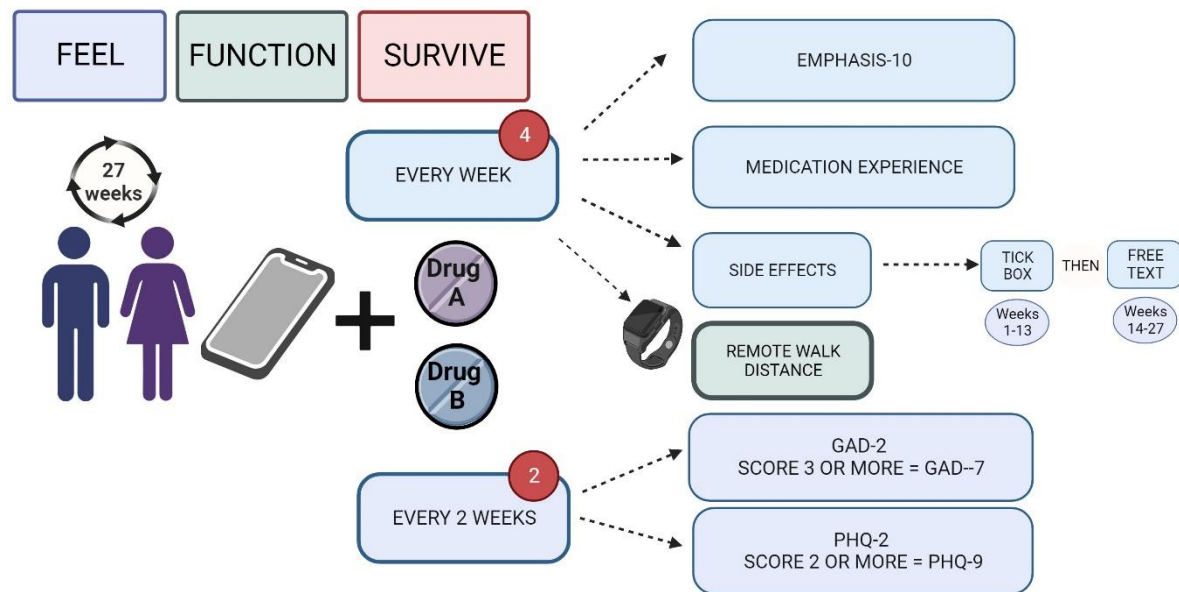 FEEL
FUNCTION
SURVIVE
27
weeks
4
EVERY WEEK
EMPHASIS-10
MEDICATION EXPERIENCE
SIDE EFFECTS
TICK
BOX
THEN
FREE
TEXT
Weeks
1-13
Weeks
14-27
Drug
A
Drug
B
REMOTE WALK
DISTANCE
2
EVERY 2 WEEKS
GAD-2
SCORE 3 OR MORE = GAD--7
PHQ-2
SCORE 2 OR MORE = PHQ-9